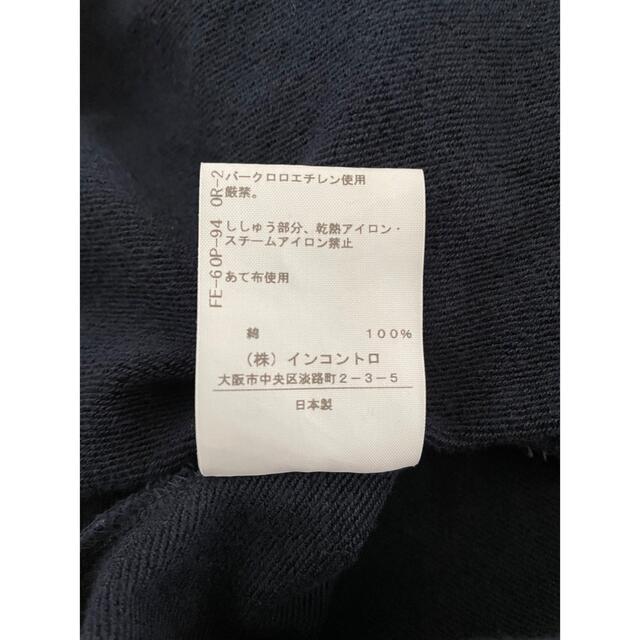 FE-6 OP-94 OR-2
パークロロエチレン使用
厳禁。
ししゅう部分、乾熱アイロン・
スチームアイロン禁止
あて布使用
綿 100%
(株) インコントロ
大阪市中央区淡路町2-3-5
日本製